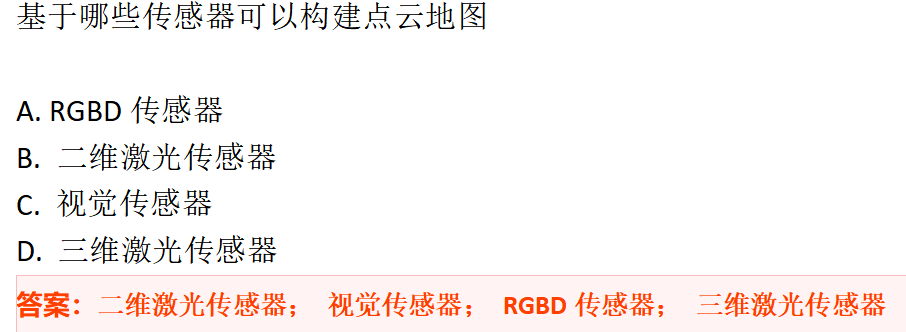 基于哪些传感器可以构建点云地图
A. RGBD 传感器
B. 二维激光传感器
C. 视觉传感器
D. 三维激光传感器
答案：二维激光传感器； 视觉传感器； RGBD 传感器； 三维激光传感器